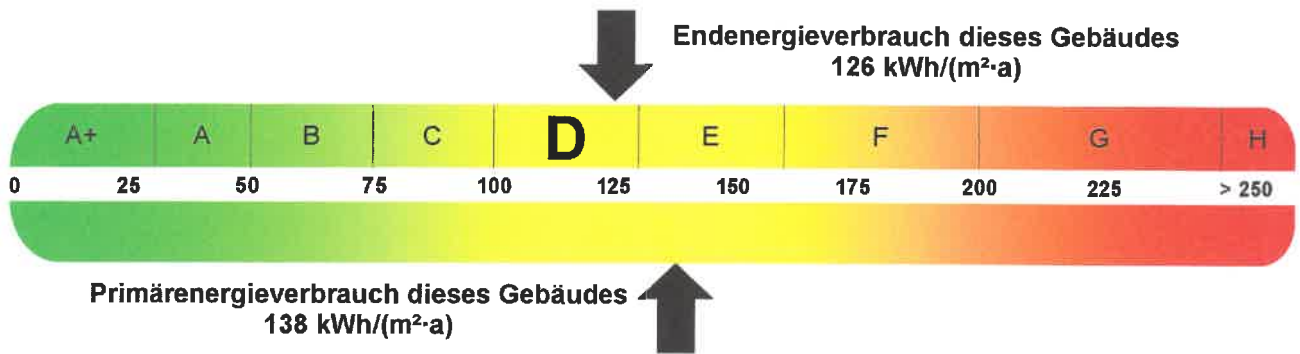 Endenergieverbrauch dieses Gebäudes
126 kWh/(m²·a)
A+ A B C D E F G H
0 25 50 75 100 125 150 175 200 225 > 250
Primärenergieverbrauch dieses Gebäudes
138 kWh/(m²·a)